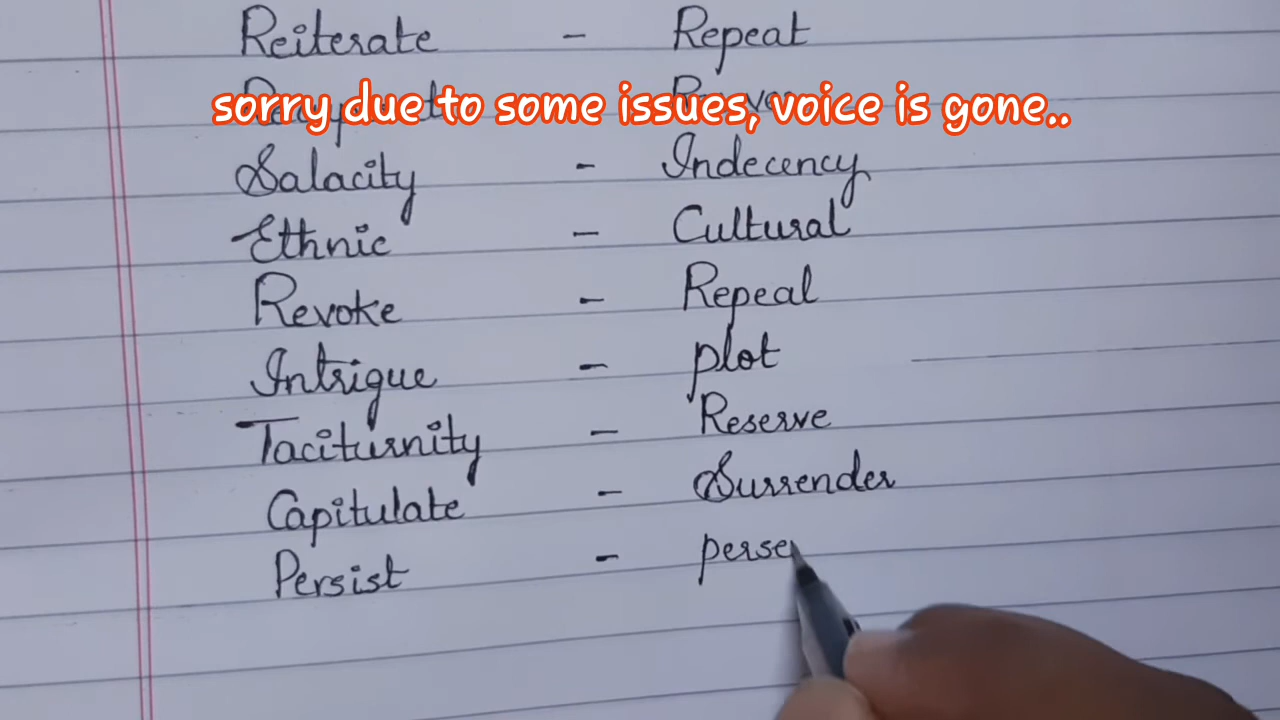 Reiterate - Repeat
sorry due to some issues, voice is gone..
Salacity - Indecency
Ethnic - Cultural
Revoke - Repeal
Intrigue - plot
Taciturnity - Reserve
Capitulate - Surrender
Persist - perse